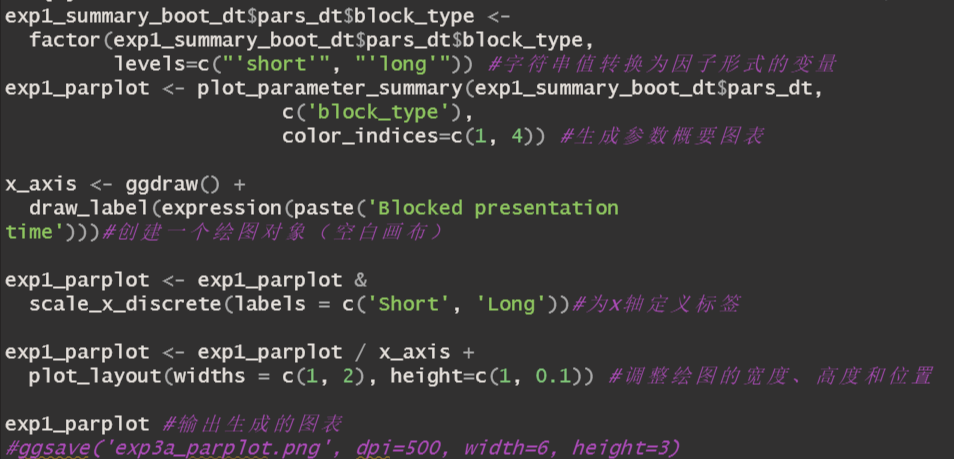 exp1_summary_boot_dt$pars_dt$block_type <-
  factor(exp1_summary_boot_dt$pars_dt$block_type,
         levels=c("'short'", "'long'")) #字符串值转换为因子形式的变量
exp1_parplot <- plot_parameter_summary(exp1_summary_boot_dt$pars_dt,
                       c('block_type'),
                       color_indices=c(1, 4)) #生成参数概要图表
x_axis <- ggdraw() +
  draw_label(expression(paste('Blocked presentation
time')))#创建一个绘图对象（空白画布）
exp1_parplot <- exp1_parplot &
  scale_x_discrete(labels = c('Short', 'Long'))#为x轴定义标签
exp1_parplot <- exp1_parplot / x_axis +
  plot_layout(widths = c(1, 2), height=c(1, 0.1)) #调整绘图的宽度、高度和位置
exp1_parplot #输出生成的图表
#ggsave('exp3a_parplot.png', dpi=500, width=6, height=3)